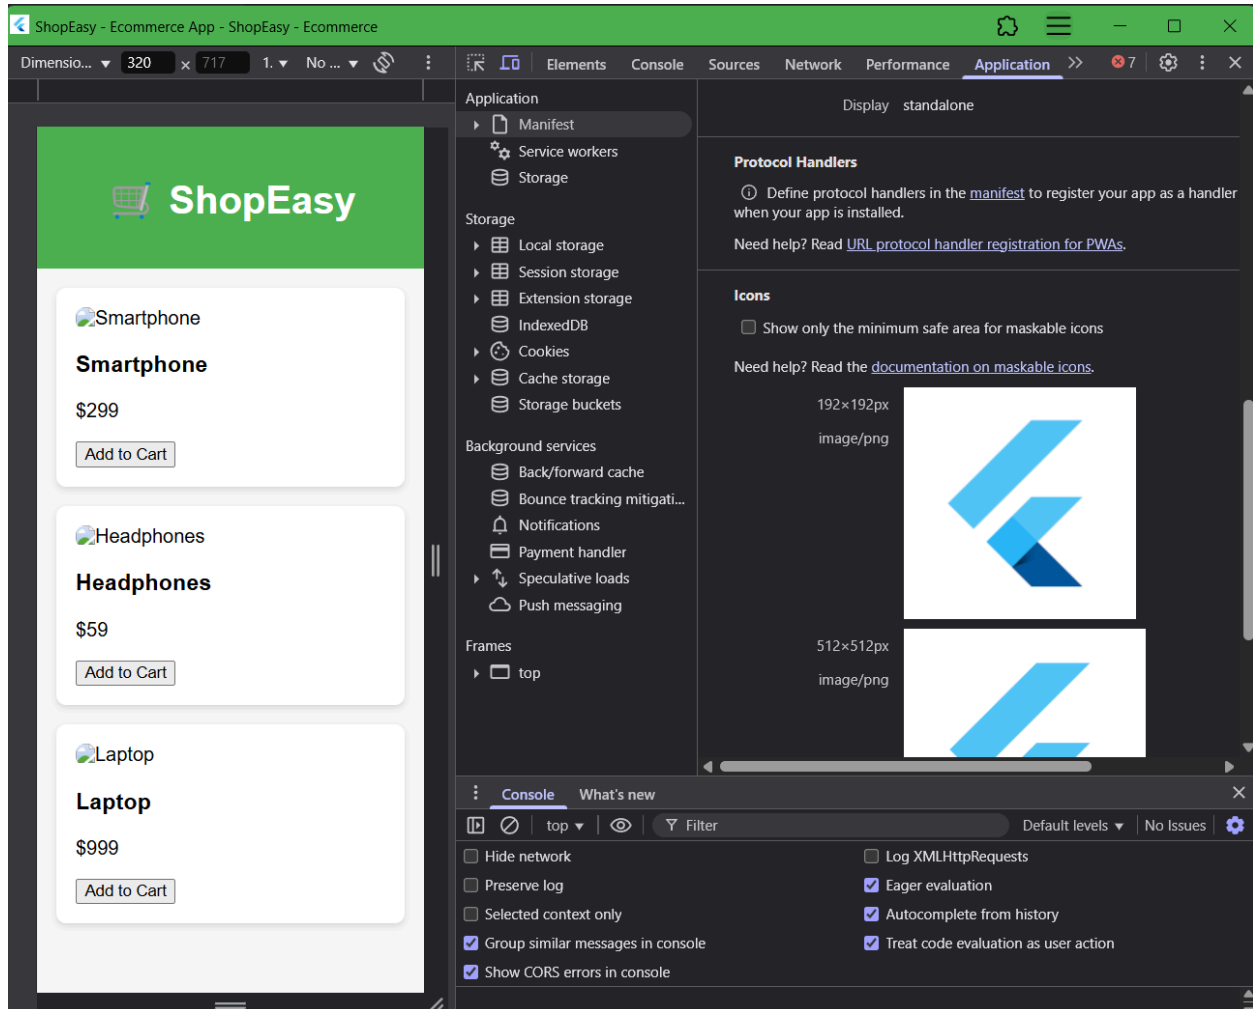 ShopEasy - Ecommerce App - ShopEasy - Ecommerce
Dimensio... 320 x 717 1. No ...
Elements Console Sources Network Performance Application 7
ShopEasy
Smartphone
Smartphone
$299
Add to Cart
Headphones
Headphones
$59
Add to Cart
Laptop
Laptop
$999
Add to Cart
Application
Manifest
Service workers
Storage
Storage
Local storage
Session storage
Extension storage
IndexedDB
Cookies
Cache storage
Storage buckets
Background services
Back/forward cache
Bounce tracking mitigati...
Notifications
Payment handler
Speculative loads
Push messaging
Frames
top
Display standalone
Protocol Handlers
Define protocol handlers in the manifest to register your app as a handler
when your app is installed.
Need help? Read URL protocol handler registration for PWAs.
Icons
Show only the minimum safe area for maskable icons
Need help? Read the documentation on maskable icons.
192×192px
image/png
512×512px
image/png
Console What's new
top Filter Default levels No Issues
Hide network
Log XMLHttpRequests
Preserve log
Eager evaluation
Selected context only
Autocomplete from history
Group similar messages in console
Treat code evaluation as user action
Show CORS errors in console